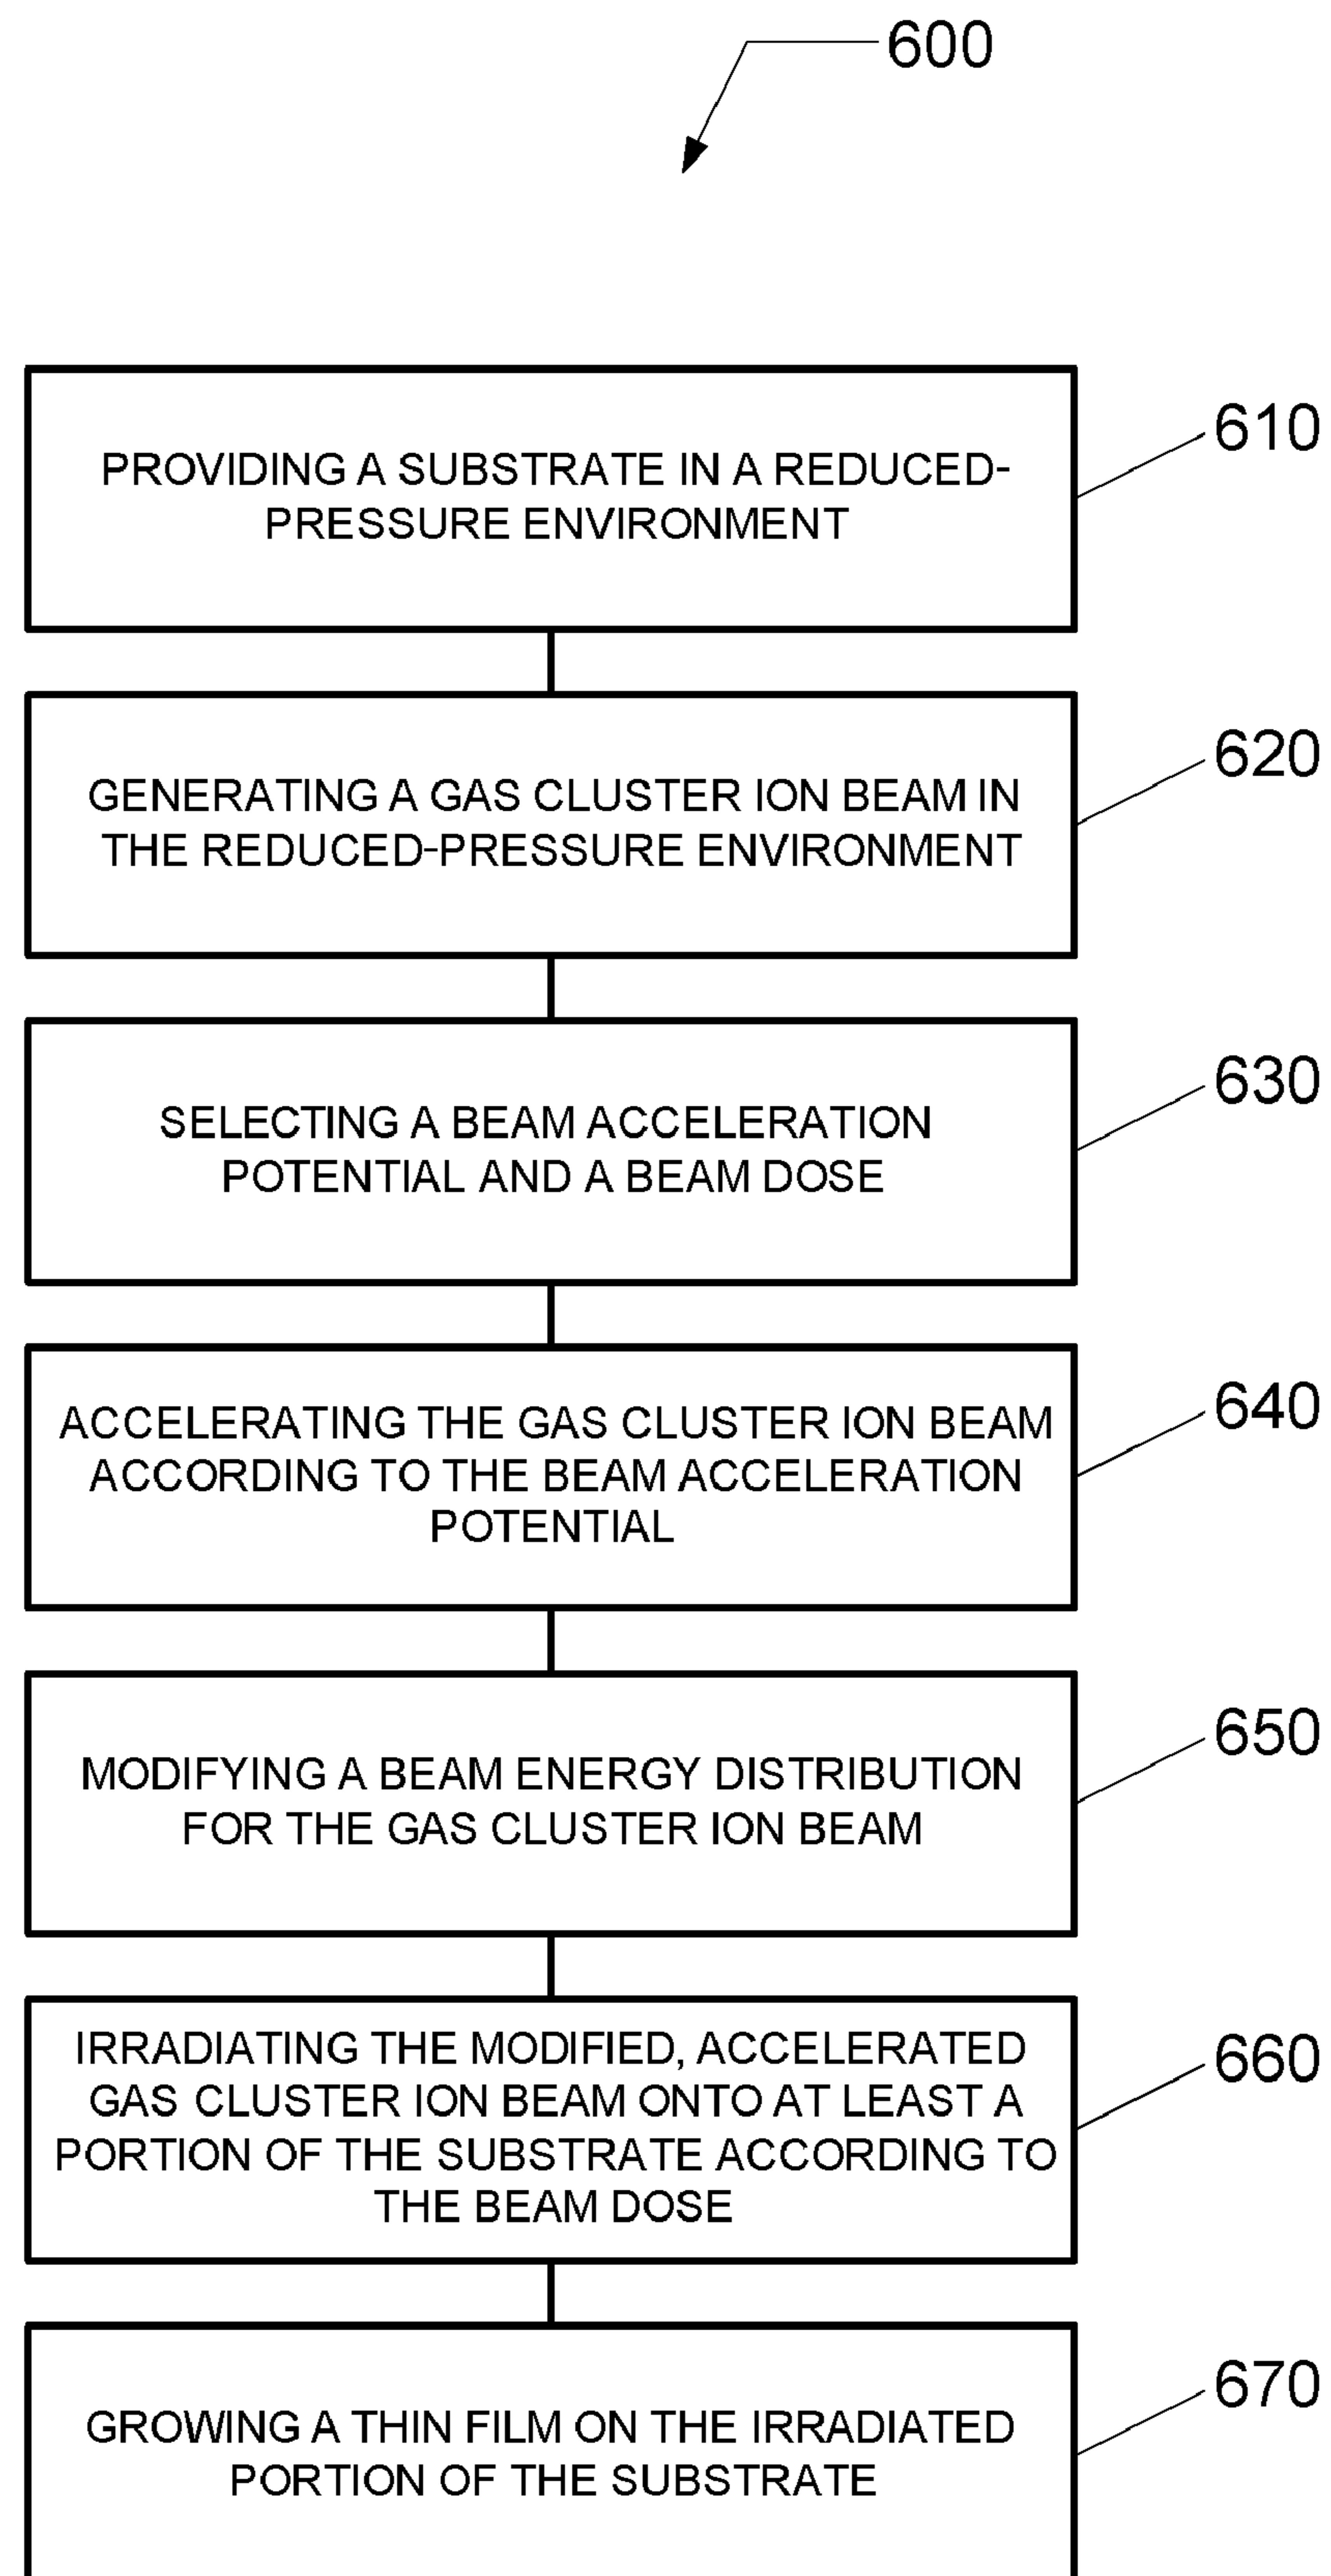 600
PROVIDING A SUBSTRATE IN A REDUCED-
PRESSURE ENVIRONMENT
610
GENERATING A GAS CLUSTER ION BEAM IN
THE REDUCED-PRESSURE ENVIRONMENT
620
SELECTING A BEAM ACCELERATION
POTENTIAL AND A BEAM DOSE
630
ACCELERATING THE GAS CLUSTER ION BEAM
ACCORDING TO THE BEAM ACCELERATION
POTENTIAL
640
MODIFYING A BEAM ENERGY DISTRIBUTION
FOR THE GAS CLUSTER ION BEAM
650
IRRADIATING THE MODIFIED, ACCELERATED
GAS CLUSTER ION BEAM ONTO AT LEAST A
PORTION OF THE SUBSTRATE ACCORDING TO
THE BEAM DOSE
660
GROWING A THIN FILM ON THE IRRADIATED
PORTION OF THE SUBSTRATE
670